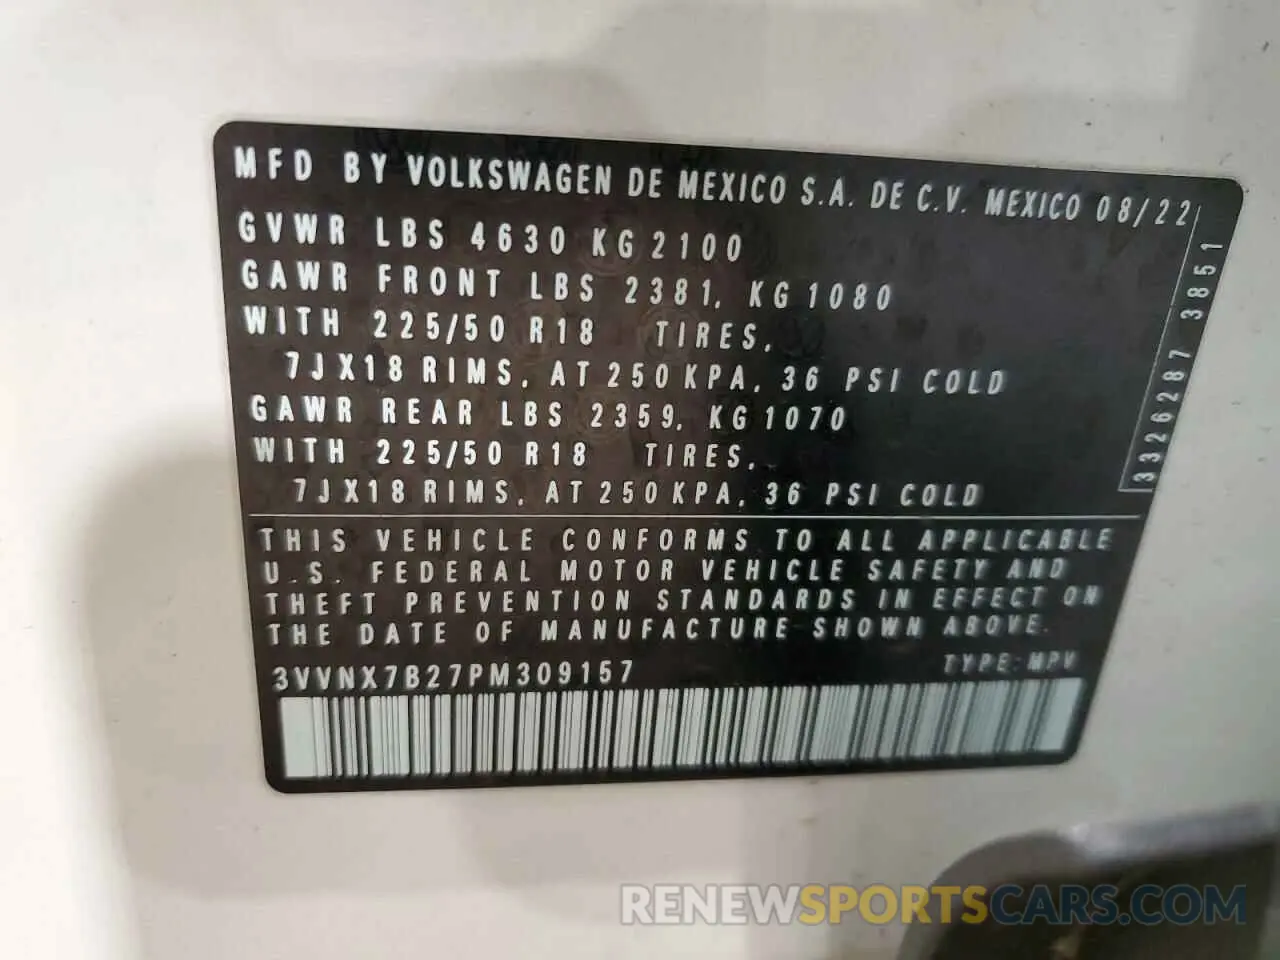 MFD BY VOLKSWAGEN DE MEXICO S.A. DE C.V. MEXICO 08/22
GVWR LBS 4630 KG 2100
GAWR FRONT LBS 2381, KG 1080
WITH 225/50 R18 TIRES,
7JX18 RIMS, AT 250 KPA, 36 PSI COLD
GAWR REAR LBS 2359, KG 1070
WITH 225/50 R18 TIRES,
7JX18 RIMS, AT 250 KPA, 36 PSI COLD
3326287 3851
THIS VEHICLE CONFORMS TO ALL APPLICABLE
U.S. FEDERAL MOTOR VEHICLE SAFETY AND
THEFT PREVENTION STANDARDS IN EFFECT ON
THE DATE OF MANUFACTURE SHOWN ABOVE.
3VVNX7B27PM309157 TYPE: MPV
RENEWSPORTSCARS.COM